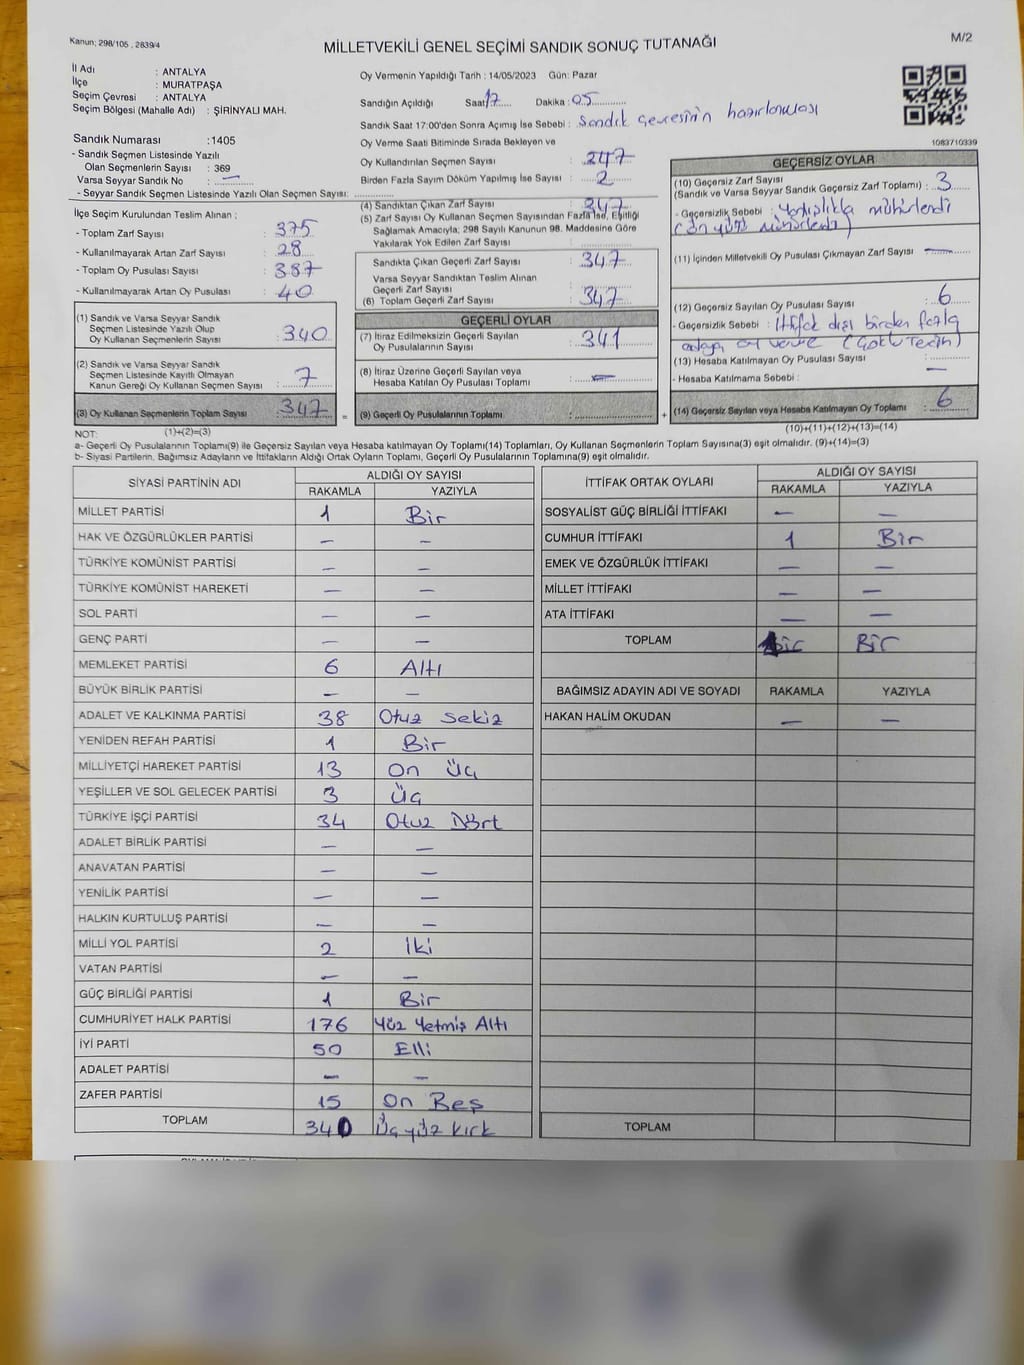 Kanun; 298/105 , 2839/4
MİLLETVEKİLİ GENEL SEÇİMİ SANDIK SONUÇ TUTANAĞI
M/2
İl Adı : ANTALYA
İlçe : MURATPAŞA
Seçim Çevresi : ANTALYA
Seçim Bölgesi (Mahalle Adı) : ŞİRİNYALI MAH.
Sandık Numarası :1405
- Sandık Seçmen Listesinde Yazılı
Olan Seçmenlerin Sayısı : 369
Varsa Seyyar Sandık No : —
- Seyyar Sandık Seçmen Listesinde Yazılı Olan Seçmen Sayısı:
Oy Vermenin Yapıldığı Tarih : 14/05/2023 Gün: Pazar
Sandığın Açıldığı Saat 17 Dakika : 05
Sandık Saat 17:00'den Sonra Açımış İse Sebebi : Sandık çevresinin hazırlanması
Oy Verme Saati Bitiminde Sırada Bekleyen ve
Oy Kullandırılan Seçmen Sayısı : 247
Birden Fazla Sayım Döküm Yapılmış İse Sayısı : 2
1083710339
İlçe Seçim Kurulundan Teslim Alınan ;
- Toplam Zarf Sayısı : 375
- Kullanılmayarak Artan Zarf Sayısı : 28
- Toplam Oy Pusulası Sayısı : 387
- Kullanılmayarak Artan Oy Pusulası : 40
(1) Sandık ve Varsa Seyyar Sandık
Seçmen Listesinde Yazılı Olup
Oy Kullanan Seçmenlerin Sayısı : 340
(2) Sandık ve Varsa Seyyar Sandık
Seçmen Listesinde Kayıtlı Olmayan
Kanun Gereği Oy Kullanan Seçmen Sayısı : 7
(3) Oy Kullanan Seçmenlerin Toplam Sayısı : 347
(1)+(2)=(3)
(4) Sandıktan Çıkan Zarf Sayısı : 347
(5) Zarf Sayısı Oy Kullanan Seçmen Sayısından Fazla İse, Eşitliği
Sağlamak Amacıyla; 298 Sayılı Kanunun 98. Maddesine Göre
Yakılarak Yok Edilen Zarf Sayısı :
Sandıkta Çıkan Geçerli Zarf Sayısı : 347
Varsa Seyyar Sandıktan Teslim Alınan
Geçerli Zarf Sayısı :
(6) Toplam Geçerli Zarf Sayısı : 347
GEÇERLİ OYLAR
(7) İtiraz Edilmeksizin Geçerli Sayılan
Oy Pusulalarının Sayısı : 341
(8) İtiraz Üzerine Geçerli Sayılan veya
Hesaba Katılan Oy Pusulası Toplamı : —
= (9) Geçerli Oy Pusulalarının Toplamı : +
GEÇERSİZ OYLAR
(10) Geçersiz Zarf Sayısı
(Sandık ve Varsa Seyyar Sandık Geçersiz Zarf Toplamı) : 3
- Geçersizlik Sebebi : Yanlışlıkla mühürlendi
(ön yüzü mühürlendi)
(11) İçinden Milletvekili Oy Pusulası Çıkmayan Zarf Sayısı —
(12) Geçersiz Sayılan Oy Pusulası Sayısı : 6
- Geçersizlik Sebebi : İttifak dışı birden fazla
adaya oy verme (Çoklu Tercih)
(13) Hesaba Katılmayan Oy Pusulası Sayısı : —
- Hesaba Katılmama Sebebi :
(14) Geçersiz Sayılan veya Hesaba Katılmayan Oy Toplamı : 6
(10)+(11)+(12)+(13)=(14)
NOT:
a- Geçerli Oy Pusulalarının Toplamı(9) ile Geçersiz Sayılan veya Hesaba katılmayan Oy Toplamı(14) Toplamları, Oy Kullanan Seçmenlerin Toplam Sayısına(3) eşit olmalıdır. (9)+(14)=(3)
b- Siyasi Partilerin, Bağımsız Adayların ve İttifakların Aldığı Ortak Oyların Toplamı, Geçerli Oy Pusulalarının Toplamına(9) eşit olmalıdır.
SİYASİ PARTİNİN ADI ALDIĞI OY SAYISI
RAKAMLA YAZIYLA
MİLLET PARTİSİ 1 Bir
HAK VE ÖZGÜRLÜKLER PARTİSİ — —
TÜRKİYE KOMÜNİST PARTİSİ — —
TÜRKİYE KOMÜNİST HAREKETİ — —
SOL PARTİ — —
GENÇ PARTİ — —
MEMLEKET PARTİSİ 6 Altı
BÜYÜK BİRLİK PARTİSİ — —
ADALET VE KALKINMA PARTİSİ 38 Otuz Sekiz
YENİDEN REFAH PARTİSİ 1 Bir
MİLLİYETÇİ HAREKET PARTİSİ 13 On Üç
YEŞİLLER VE SOL GELECEK PARTİSİ 3 Üç
TÜRKİYE İŞÇİ PARTİSİ 34 Otuz Dört
ADALET BİRLİK PARTİSİ — —
ANAVATAN PARTİSİ — —
YENİLİK PARTİSİ — —
HALKIN KURTULUŞ PARTİSİ — —
MİLLİ YOL PARTİSİ 2 İki
VATAN PARTİSİ — —
GÜÇ BİRLİĞİ PARTİSİ 1 Bir
CUMHURİYET HALK PARTİSİ 176 Yüz Yetmiş Altı
İYİ PARTİ 50 Elli
ADALET PARTİSİ — —
ZAFER PARTİSİ 15 On Beş
TOPLAM 340 Üç yüz kırk
İTTİFAK ORTAK OYLARI ALDIĞI OY SAYISI
RAKAMLA YAZIYLA
SOSYALİST GÜÇ BİRLİĞİ İTTİFAKI — —
CUMHUR İTTİFAKI 1 Bir
EMEK VE ÖZGÜRLÜK İTTİFAKI — —
MİLLET İTTİFAKI — —
ATA İTTİFAKI — —
TOPLAM Bir
BAĞIMSIZ ADAYIN ADI VE SOYADI RAKAMLA YAZIYLA
HAKAN HALİM OKUDAN — —
TOPLAM